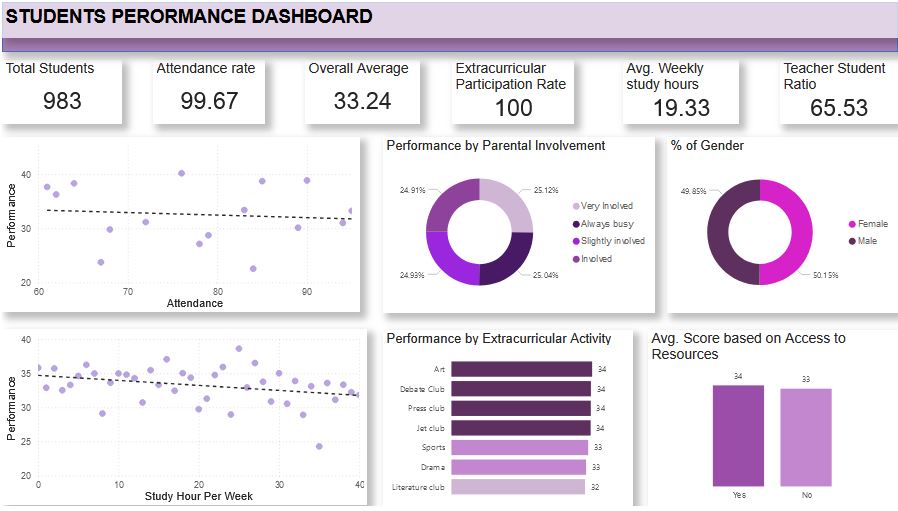 STUDENTS PERORMANCE DASHBOARD
Total Students
983
Attendance rate
99.67
Overall Average
33.24
Extracurricular
Participation Rate
100
Avg. Weekly
study hours
19.33
Teacher Student
Ratio
65.53
Performance
40
30
20
60
70
80
90
Attendance
Performance by Parental Involvement
24.91%
25.12%
24.93%
25.04%
Very Involved
Always busy
Slightly involved
Involved
% of Gender
49.85%
50.15%
Female
Male
Performance
40
35
30
25
20
0
10
20
30
40
Study Hour Per Week
Performance by Extracurricular Activity
Art 34
Debate Club 34
Press club 34
Jet club 34
Sports 33
Drama 33
Literature club 32
Avg. Score based on Access to
Resources
34
33
Yes
No